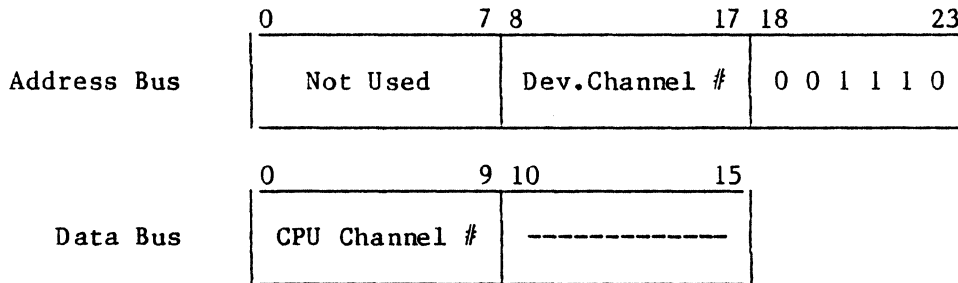 0 7 8 17 18 23
Address Bus Not Used Dev.Channel # 0 0 1 1 1 0
0 9 10 15
Data Bus CPU Channel # ------------